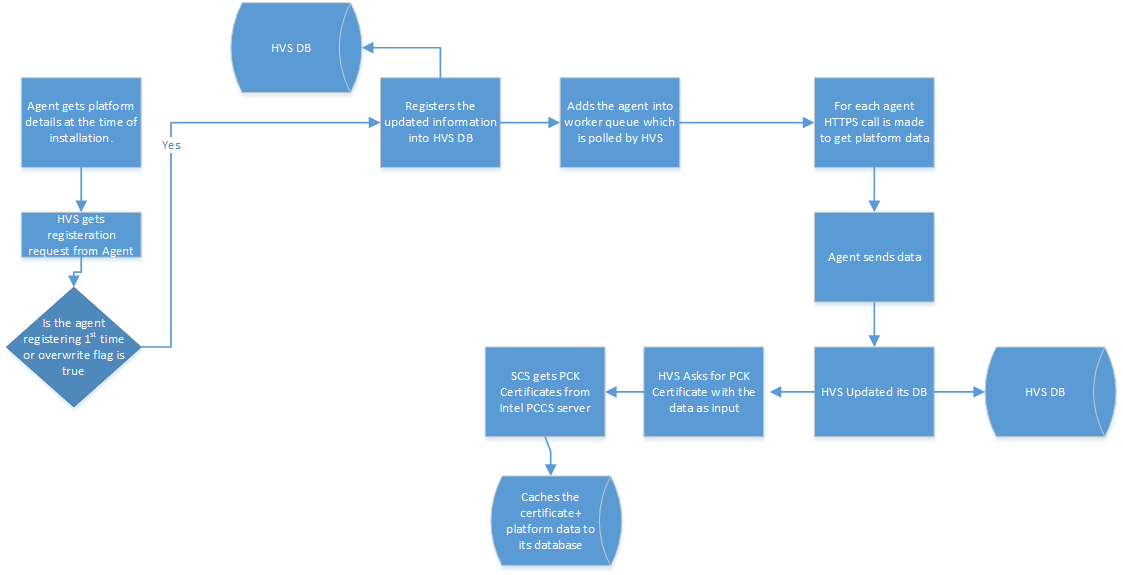 HVS DB
Agent gets platform
details at the time of
installation.
Registers the
updated information
into HVS DB
Adds the agent into
worker queue which
is polled by HVS
For each agent
HTTPS call is made
to get platform data
Yes
HVS gets
registeration
request from Agent
Agent sends data
Is the agent
registering 1st time
or overwrite flag is
true
SCS gets PCK
Certificates from
Intel PCCS server
HVS Asks for PCK
Certificate with the
data as input
HVS Updated its DB
HVS DB
Caches the
certificate+
platform data to
its database